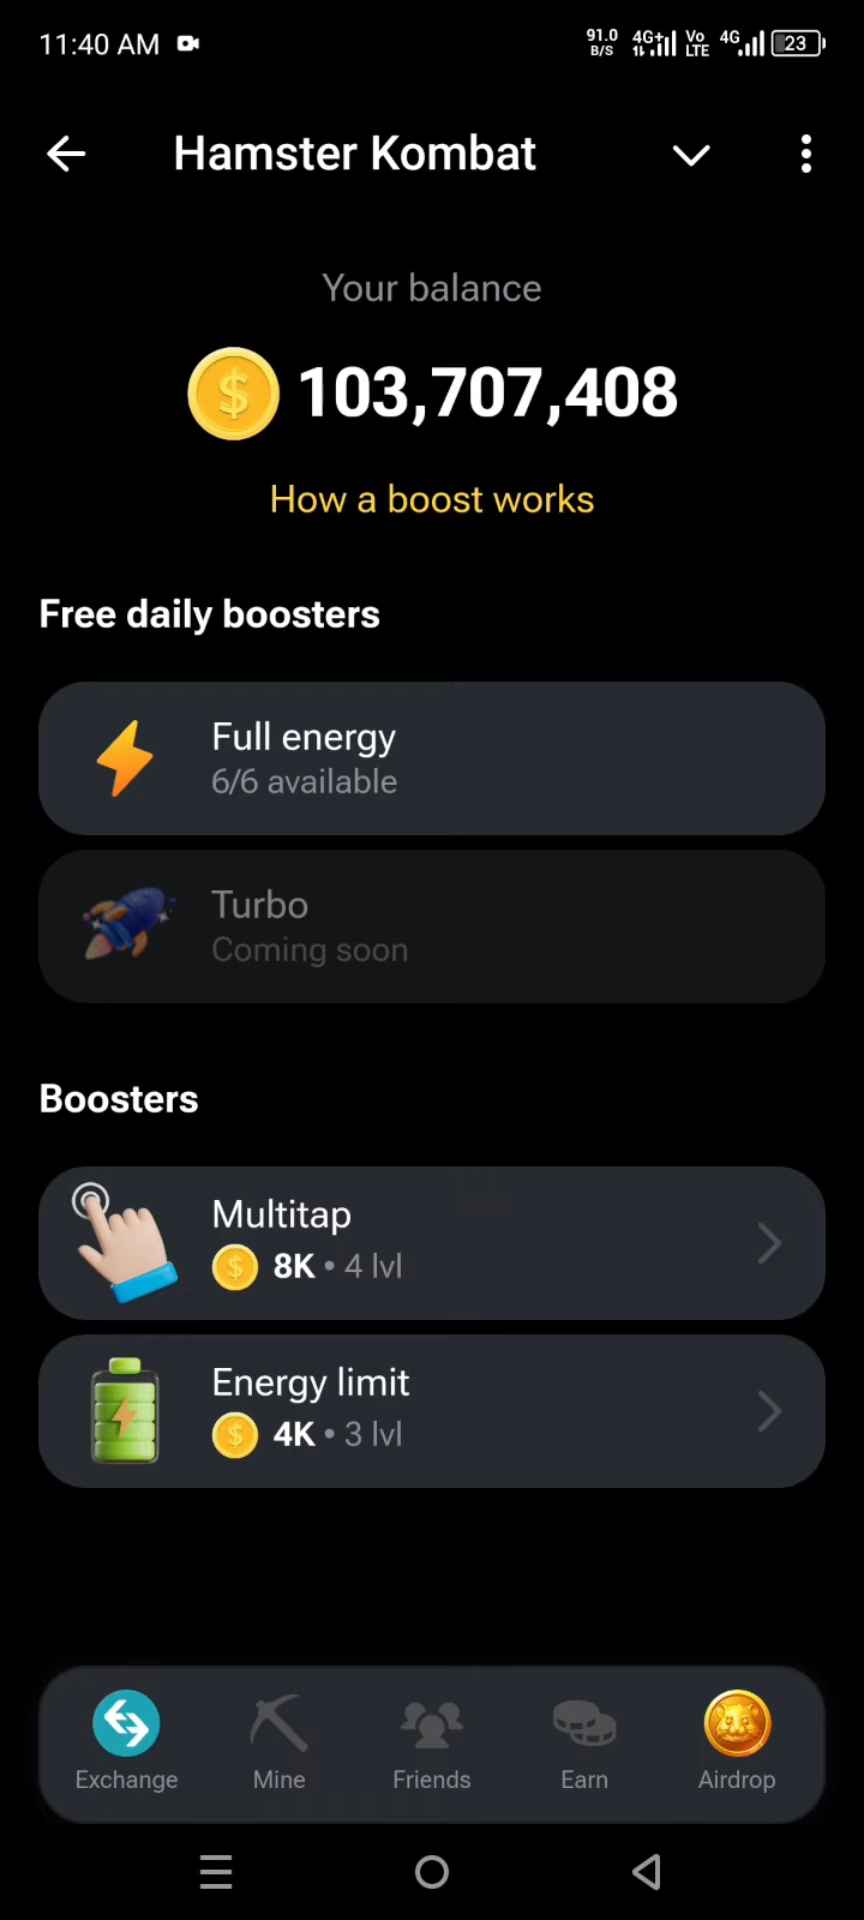 11:40 AM
91.0 B/S 4G+ Vo LTE 4G 23
Hamster Kombat
Your balance
$ 103,707,408
How a boost works
Free daily boosters
Full energy
6/6 available
Turbo
Coming soon
Boosters
Multitap
$ 8K • 4 lvl
Energy limit
$ 4K • 3 lvl
Exchange Mine Friends Earn Airdrop